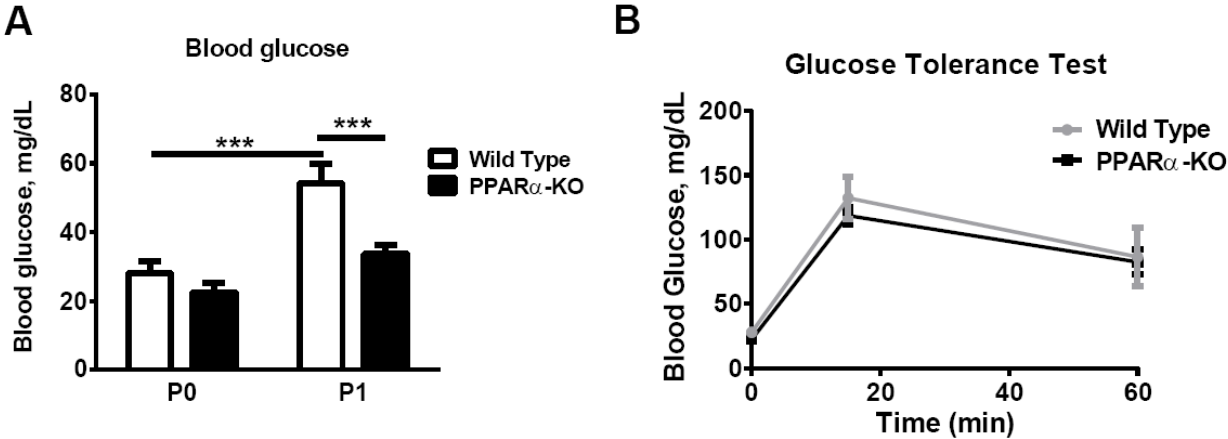 A
Blood glucose
Blood glucose, mg/dL
80
60
40
20
0
***
***
P0
P1
Wild Type
PPARα-KO
B
Glucose Tolerance Test
Blood Glucose, mg/dL
200
150
100
50
0
0
20
40
60
Time (min)
Wild Type
PPARα-KO